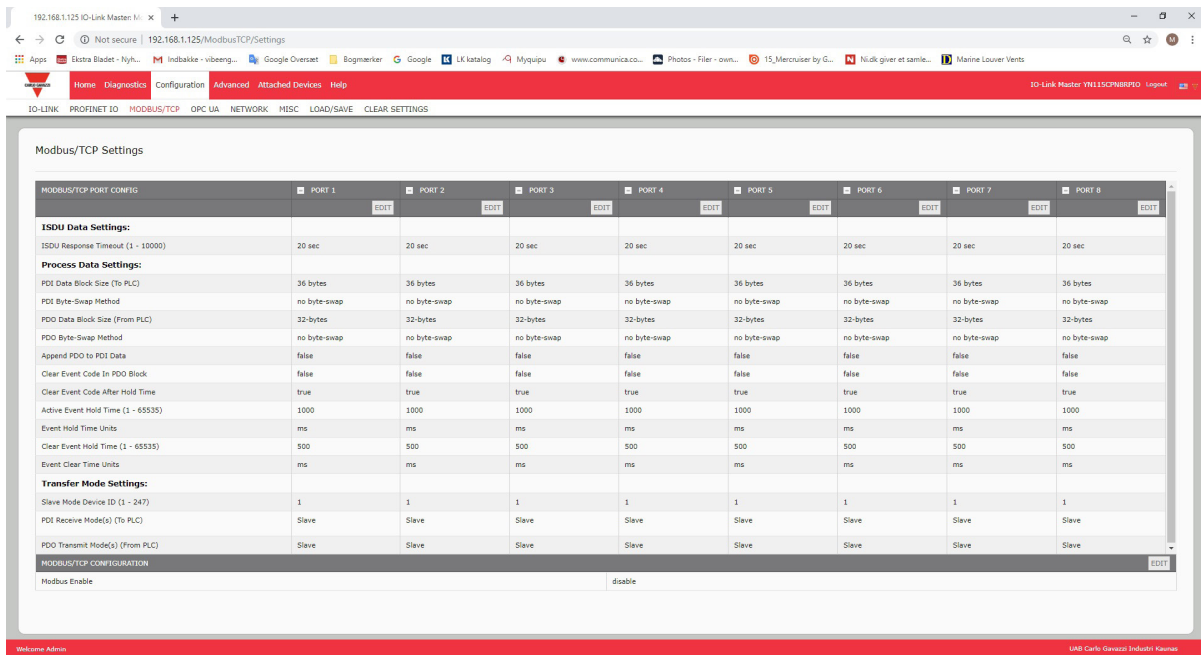 192.168.1.125 IO-Link Master: M
Not secure | 192.168.1.125/ModbusTCP/Settings
Apps Ekstra Bladet - Nyh... Indbakke - vibeeng... Google Oversæt Bogmærker Google LK katalog Myquipu www.communica.co... Photos - Filer - own... 15_Mercruiser by G... Ni.dk giver et samle... Marine Louver Vents
CARLO GAVAZZI Home Diagnostics Configuration Advanced Attached Devices Help IO-Link Master YN115CPN8RPIO Logout
IO-LINK PROFINET IO MODBUS/TCP OPC UA NETWORK MISC LOAD/SAVE CLEAR SETTINGS
Modbus/TCP Settings
MODBUS/TCP PORT CONFIG PORT 1 PORT 2 PORT 3 PORT 4 PORT 5 PORT 6 PORT 7 PORT 8
EDIT EDIT EDIT EDIT EDIT EDIT EDIT EDIT
ISDU Data Settings:
ISDU Response Timeout (1 - 10000) 20 sec 20 sec 20 sec 20 sec 20 sec 20 sec 20 sec 20 sec
Process Data Settings:
PDI Data Block Size (To PLC) 36 bytes 36 bytes 36 bytes 36 bytes 36 bytes 36 bytes 36 bytes 36 bytes
PDI Byte-Swap Method no byte-swap no byte-swap no byte-swap no byte-swap no byte-swap no byte-swap no byte-swap no byte-swap
PDO Data Block Size (From PLC) 32-bytes 32-bytes 32-bytes 32-bytes 32-bytes 32-bytes 32-bytes 32-bytes
PDO Byte-Swap Method no byte-swap no byte-swap no byte-swap no byte-swap no byte-swap no byte-swap no byte-swap no byte-swap
Append PDO to PDI Data false false false false false false false false
Clear Event Code In PDO Block false false false false false false false false
Clear Event Code After Hold Time true true true true true true true true
Active Event Hold Time (1 - 65535) 1000 1000 1000 1000 1000 1000 1000 1000
Event Hold Time Units ms ms ms ms ms ms ms ms
Clear Event Hold Time (1 - 65535) 500 500 500 500 500 500 500 500
Event Clear Time Units ms ms ms ms ms ms ms ms
Transfer Mode Settings:
Slave Mode Device ID (1 - 247) 1 1 1 1 1 1 1 1
PDI Receive Mode(s) (To PLC) Slave Slave Slave Slave Slave Slave Slave Slave
PDO Transmit Mode(s) (From PLC) Slave Slave Slave Slave Slave Slave Slave Slave
MODBUS/TCP CONFIGURATION EDIT
Modbus Enable disable
Welcome Admin UAB Carlo Gavazzi Industri Kaunas